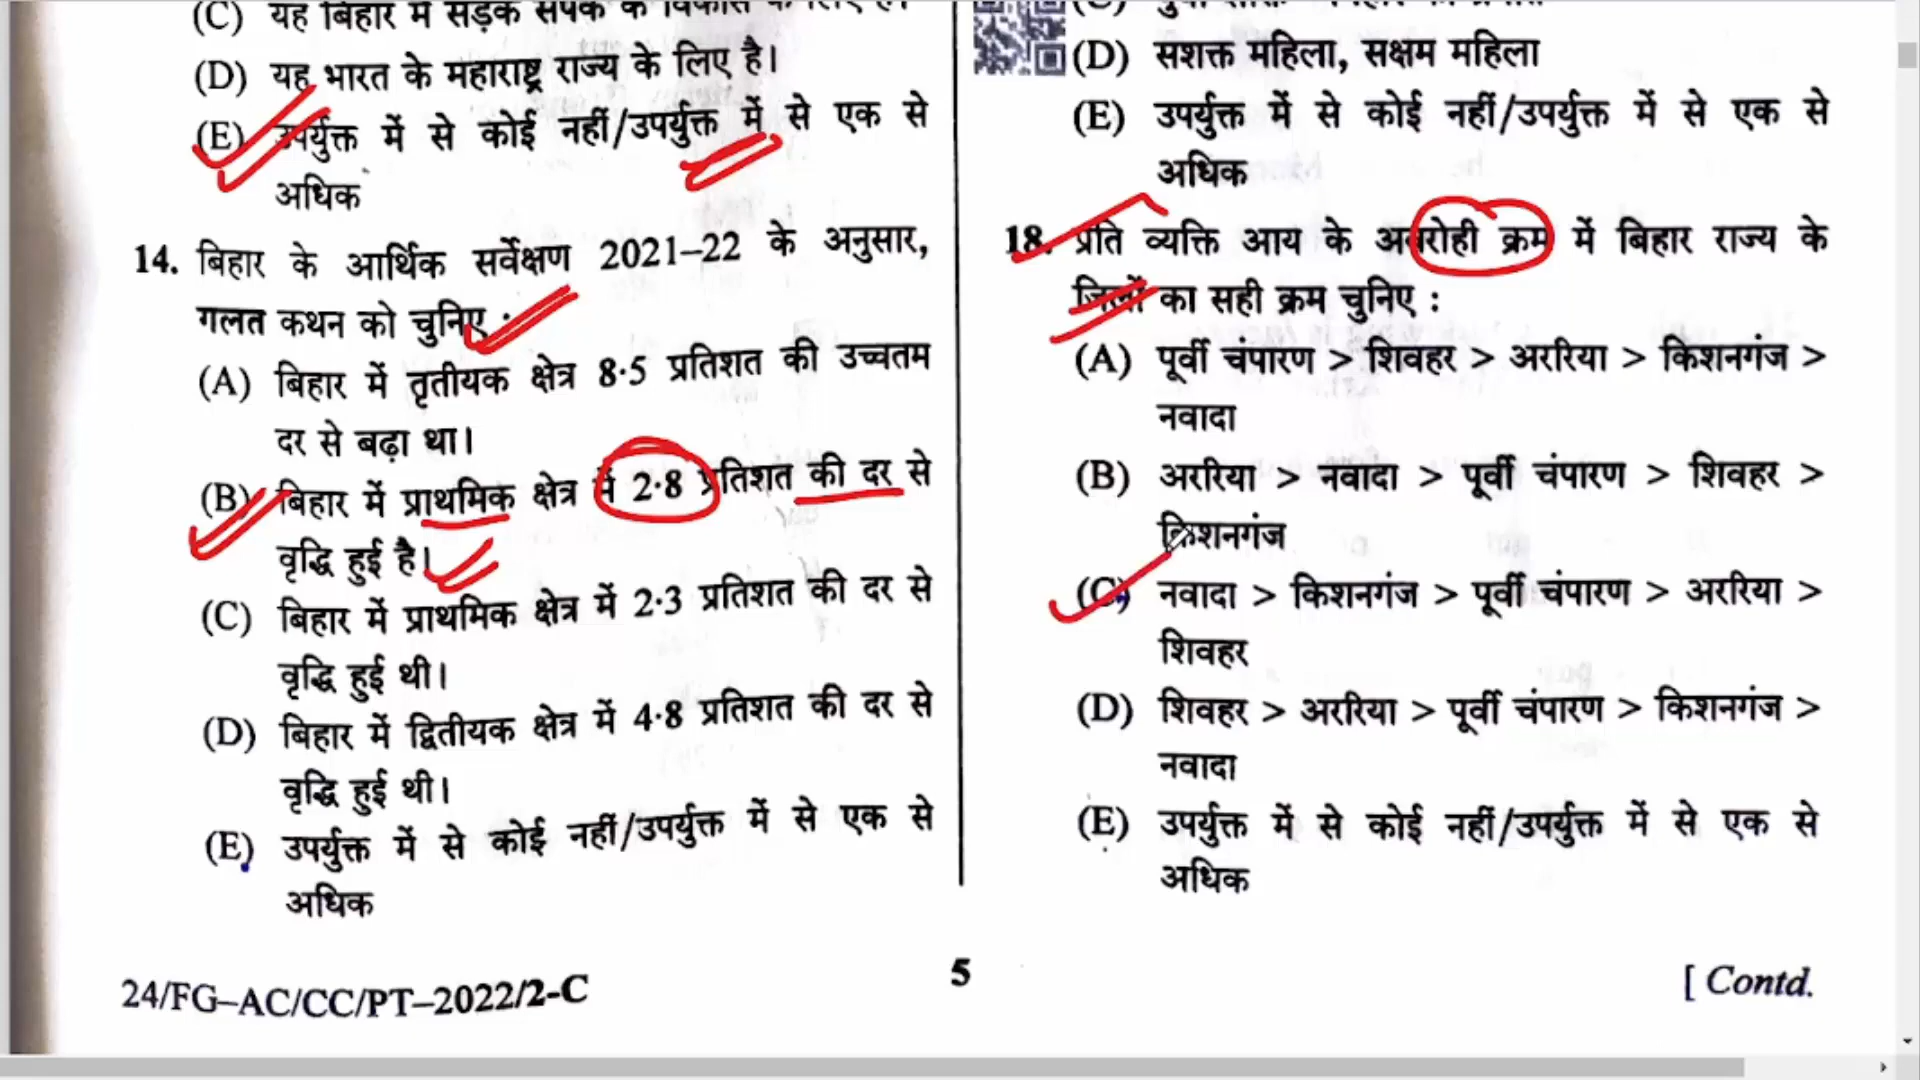 (C) यह बिहार में सड़क संपर्क के विकास के लिए है।
(D) यह भारत के महाराष्ट्र राज्य के लिए है।
(E) उपर्युक्त में से कोई नहीं/उपर्युक्त में से एक से
अधिक
14. बिहार के आर्थिक सर्वेक्षण 2021–22 के अनुसार,
गलत कथन को चुनिए :
(A) बिहार में तृतीयक क्षेत्र 8·5 प्रतिशत की उच्चतम
दर से बढ़ा था।
(B) बिहार में प्राथमिक क्षेत्र में 2·8 प्रतिशत की दर से
वृद्धि हुई है।
(C) बिहार में प्राथमिक क्षेत्र में 2·3 प्रतिशत की दर से
वृद्धि हुई थी।
(D) बिहार में द्वितीयक क्षेत्र में 4·8 प्रतिशत की दर से
वृद्धि हुई थी।
(E) उपर्युक्त में से कोई नहीं/उपर्युक्त में से एक से
अधिक
(D) सशक्त महिला, सक्षम महिला
(E) उपर्युक्त में से कोई नहीं/उपर्युक्त में से एक से
अधिक
18. प्रति व्यक्ति आय के अवरोही क्रम में बिहार राज्य के
जिलों का सही क्रम चुनिए :
(A) पूर्वी चंपारण > शिवहर > अररिया > किशनगंज >
नवादा
(B) अररिया > नवादा > पूर्वी चंपारण > शिवहर >
किशनगंज
(C) नवादा > किशनगंज > पूर्वी चंपारण > अररिया >
शिवहर
(D) शिवहर > अररिया > पूर्वी चंपारण > किशनगंज >
नवादा
(E) उपर्युक्त में से कोई नहीं/उपर्युक्त में से एक से
अधिक
24/FG–AC/CC/PT–2022/2-C
5
[ Contd.